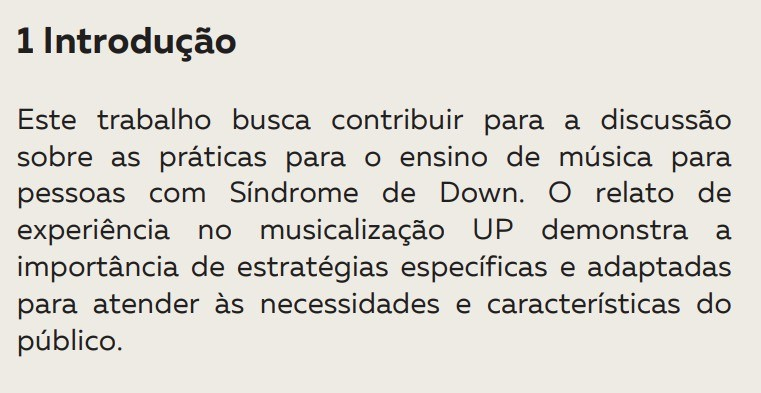 1 Introdução
Este trabalho busca contribuir para a discussão
sobre as práticas para o ensino de música para
pessoas com Síndrome de Down. O relato de
experiência no musicalização UP demonstra a
importância de estratégias específicas e adaptadas
para atender às necessidades e características do
público.